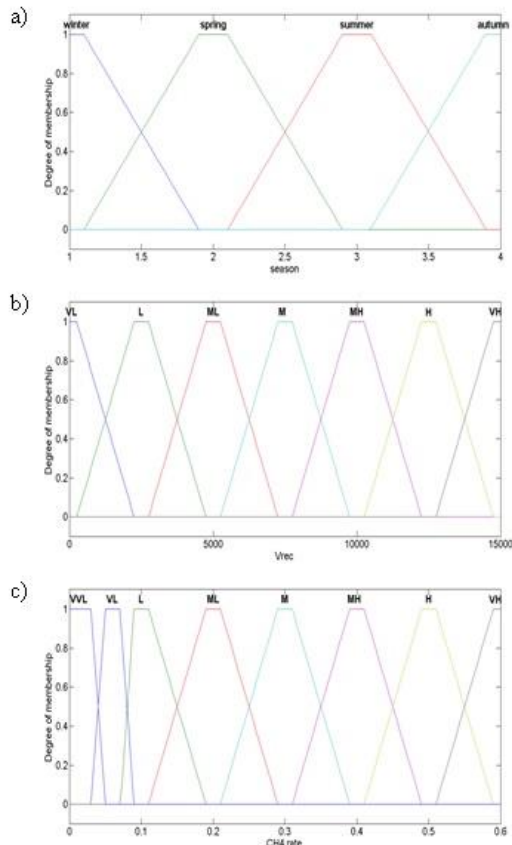 a)
winter spring summer autumn
1
0.8
0.6
0.4
0.2
0
Degree of membership
1 1.5 2 2.5 3 3.5 4
season
b)
VL L ML M MH H VH
1
0.8
0.6
0.4
0.2
0
Degree of membership
0 5000 10000 15000
Vrec
c)
VVL VL L ML M MH H VH
1
0.8
0.6
0.4
0.2
0
Degree of membership
0 0.1 0.2 0.3 0.4 0.5 0.6
CH4 rate